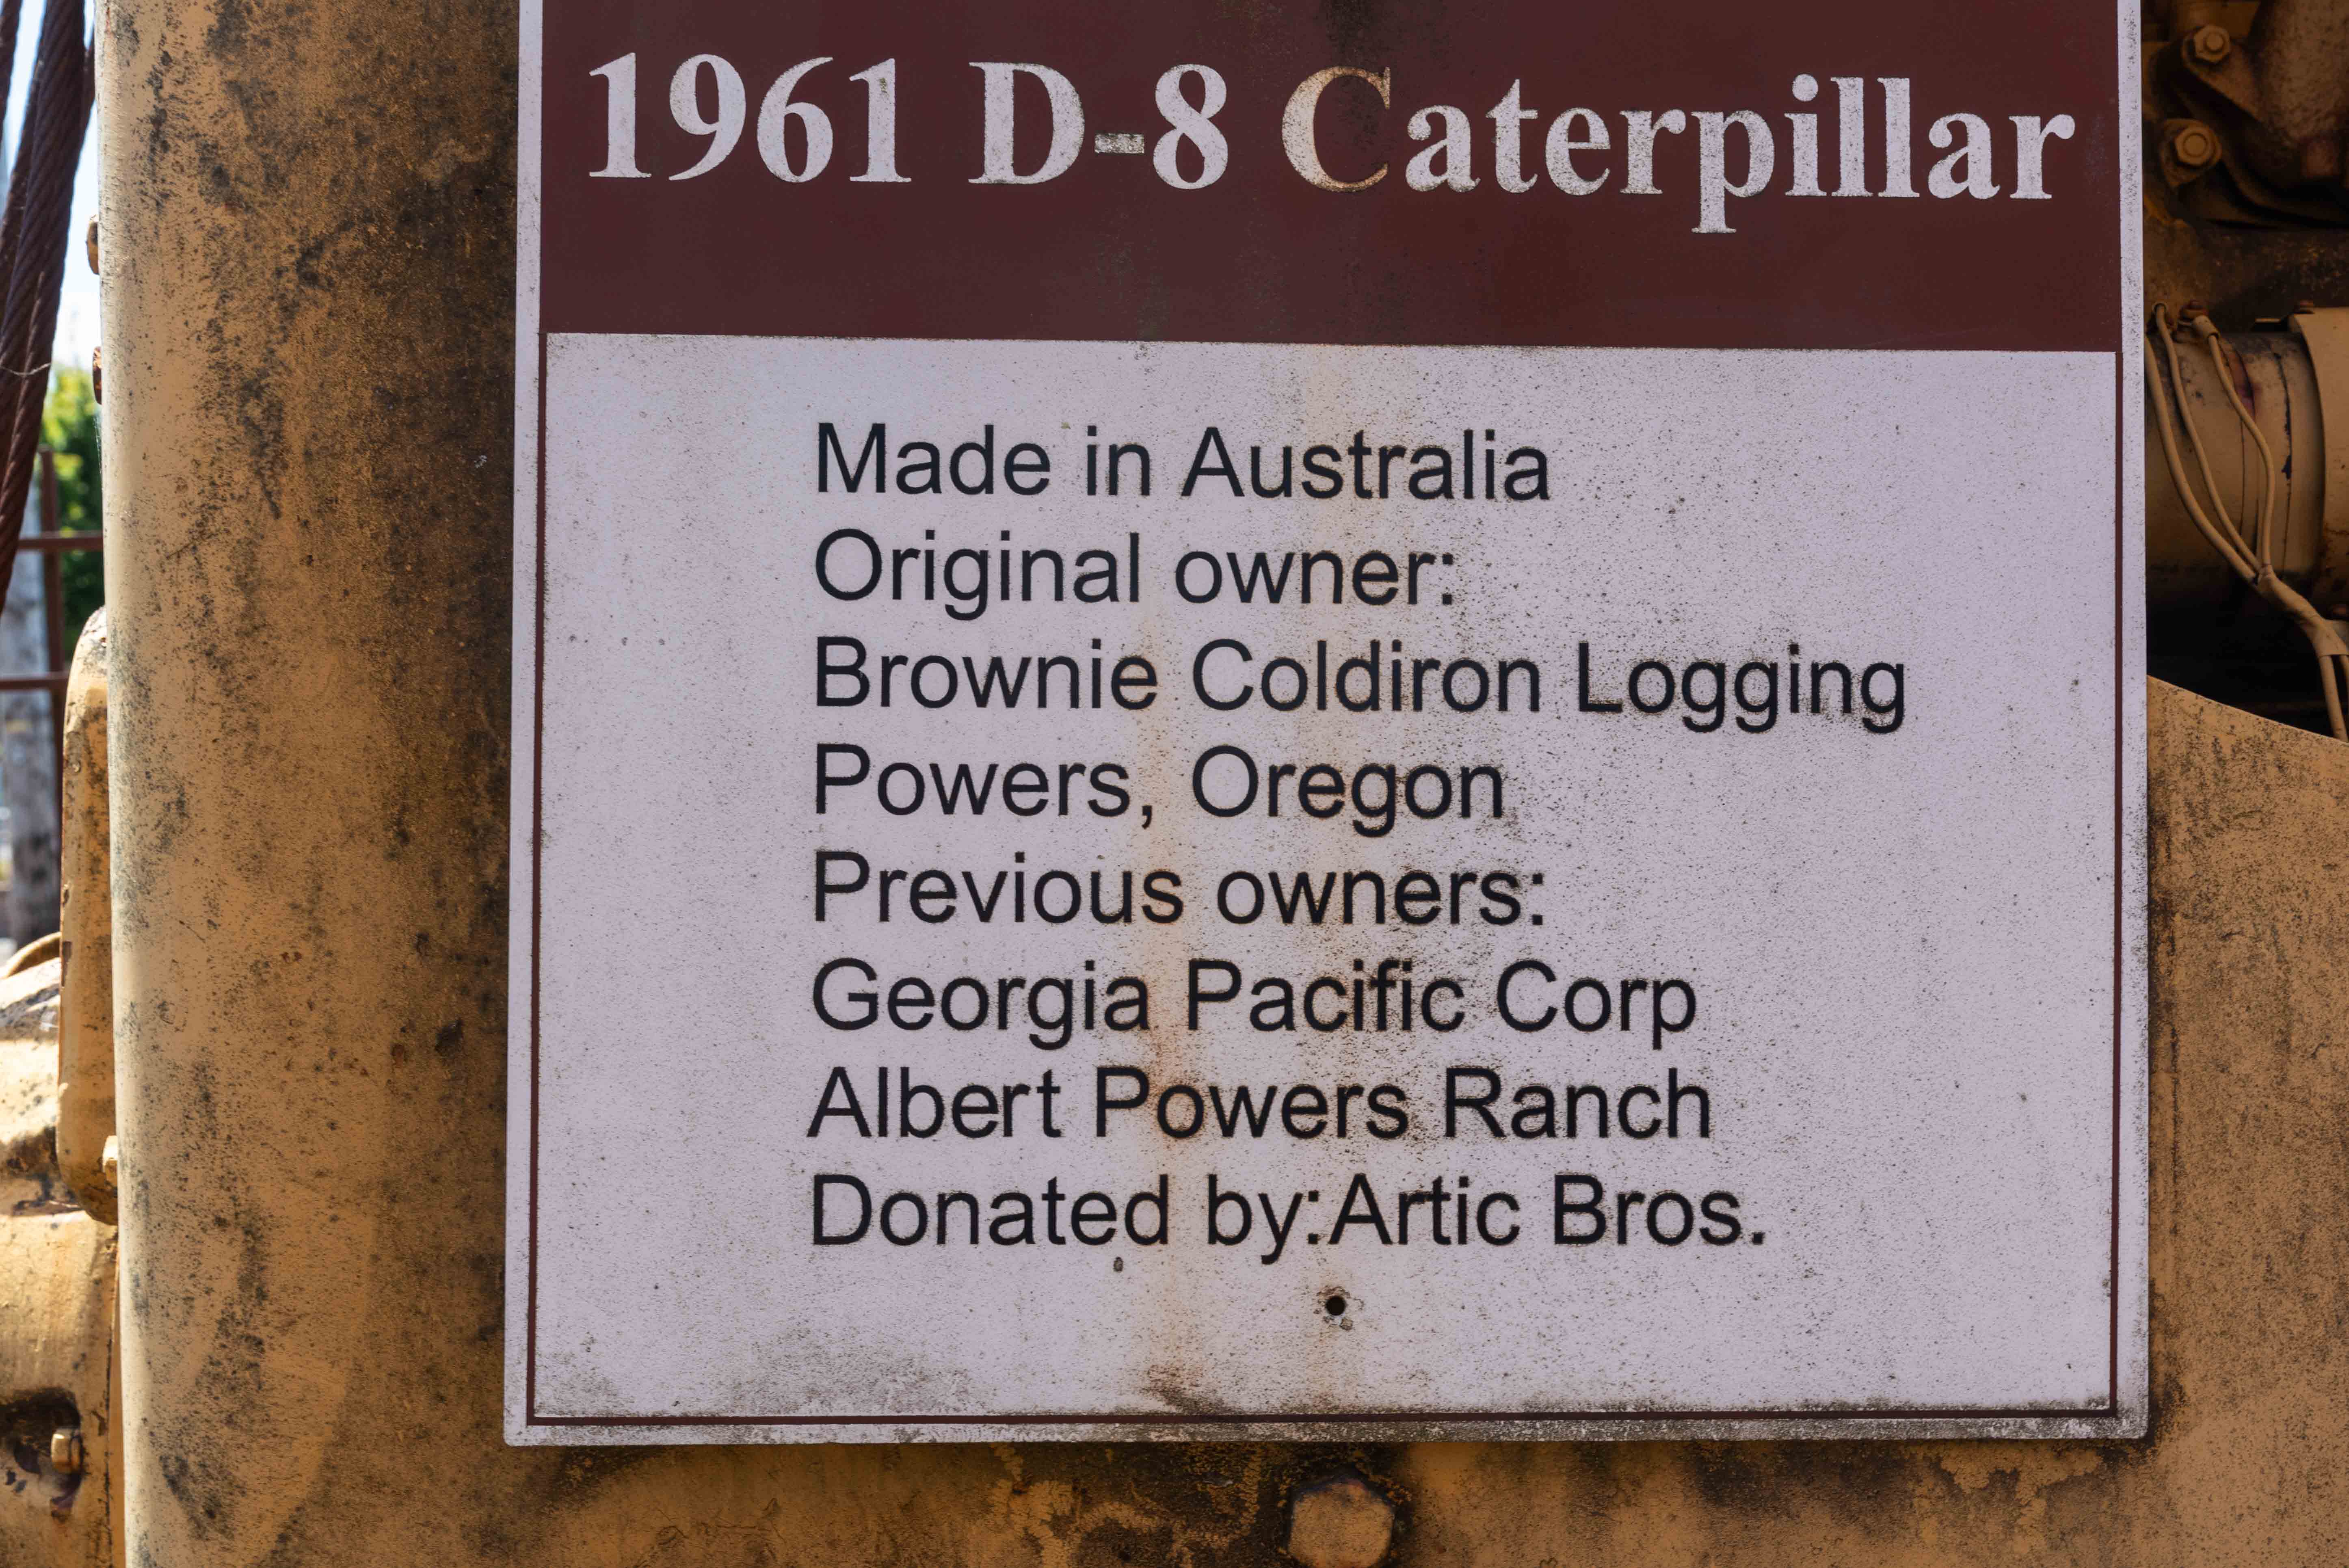 1961 D-8 Caterpillar
Made in Australia
Original owner:
Brownie Coldiron Logging
Powers, Oregon
Previous owners:
Georgia Pacific Corp
Albert Powers Ranch
Donated by:Artic Bros.